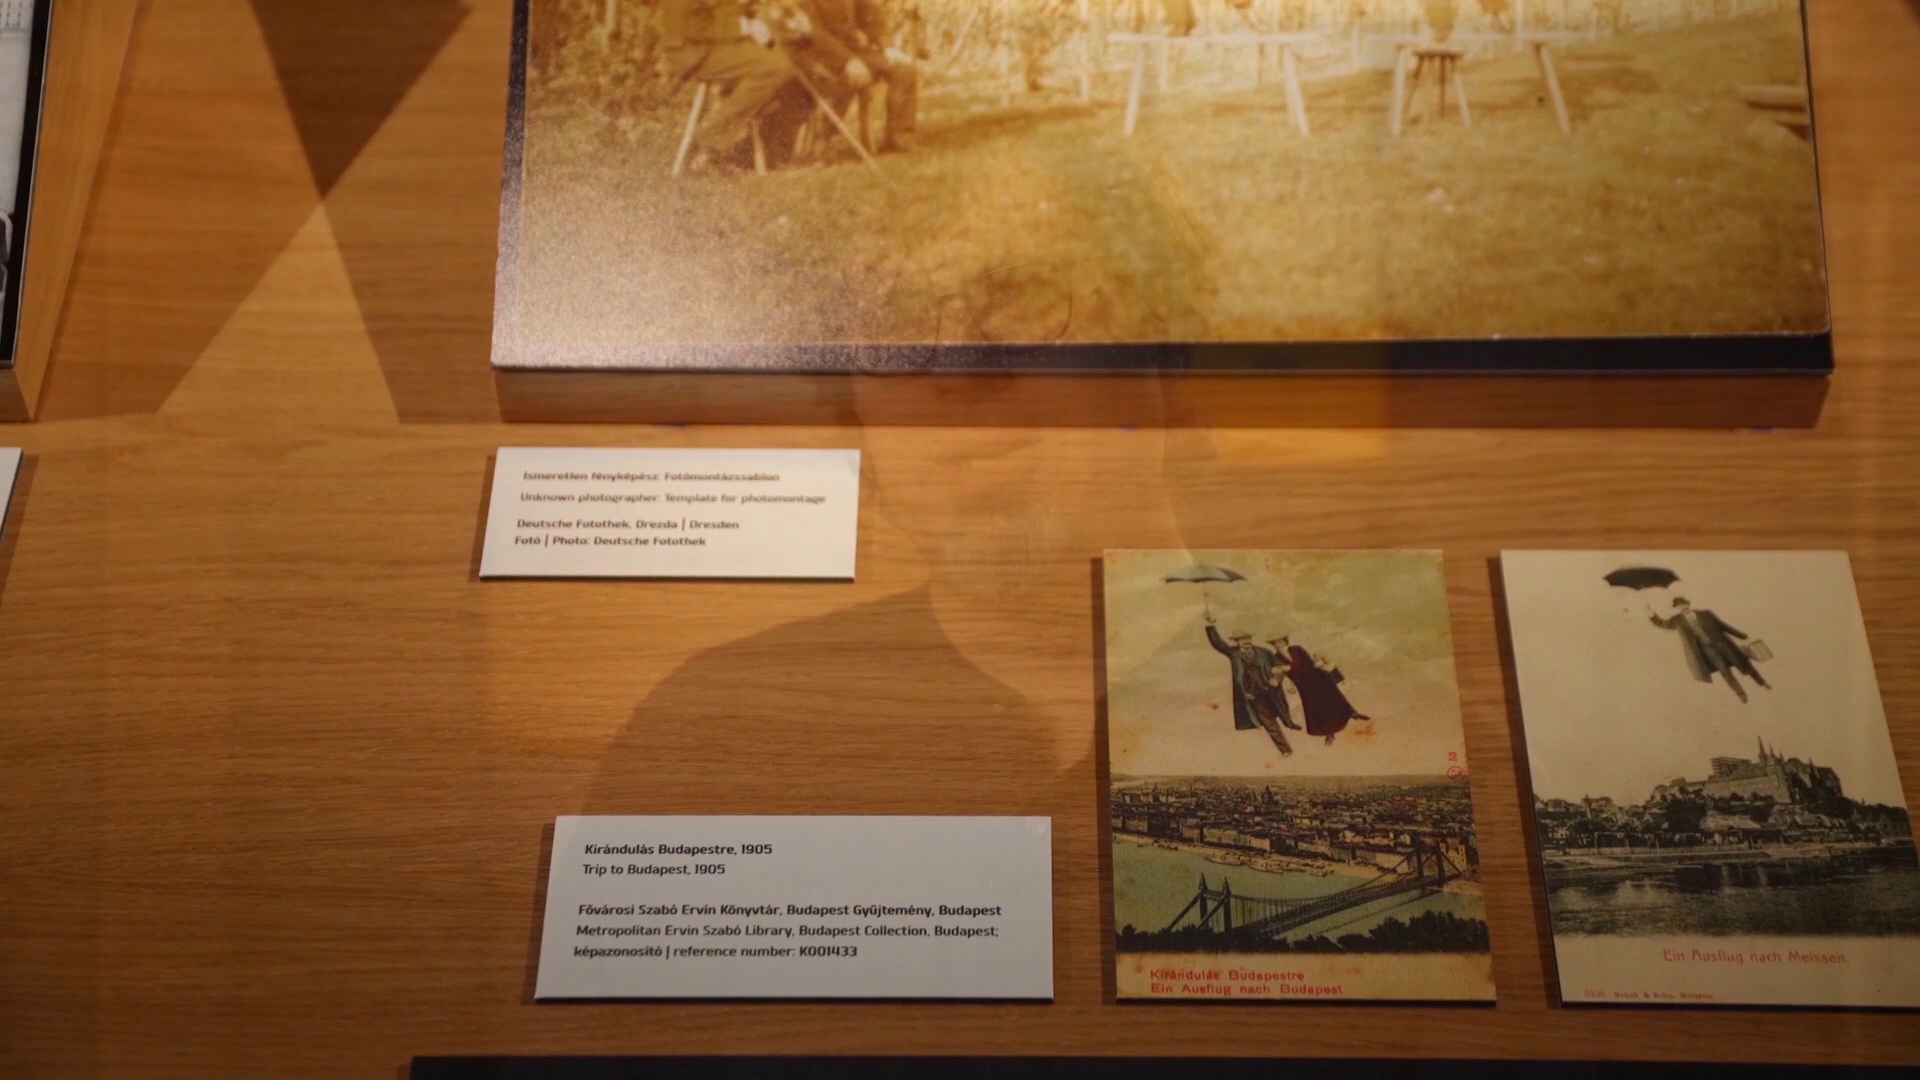 Ismeretlen fényképész: Fotómontázssablon
Unknown photographer: Template for photomontage
Deutsche Fotothek, Drezda | Dresden
Fotó | Photo: Deutsche Fotothek
Kirándulás Budapestre, 1905
Trip to Budapest, 1905
Fővárosi Szabó Ervin Könyvtár, Budapest Gyűjtemény, Budapest
Metropolitan Ervin Szabó Library, Budapest Collection, Budapest;
képazonosító | reference number: K001433
Kirándulás Budapestre
Ein Ausflug nach Budapest
Ein Ausflug nach Meissen.